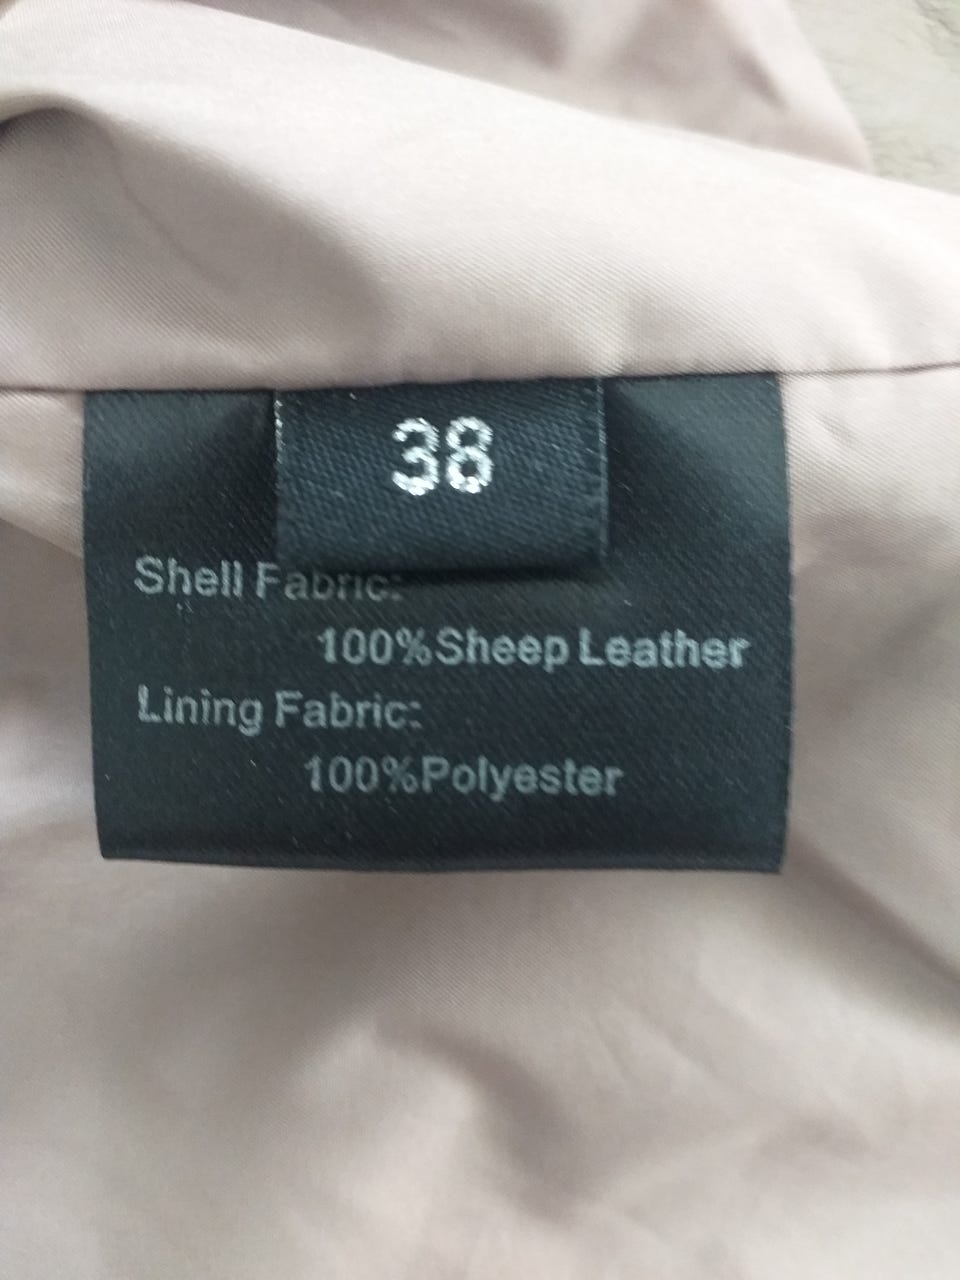 38
Shell Fabric:
100%Sheep Leather
Lining Fabric:
100%Polyester